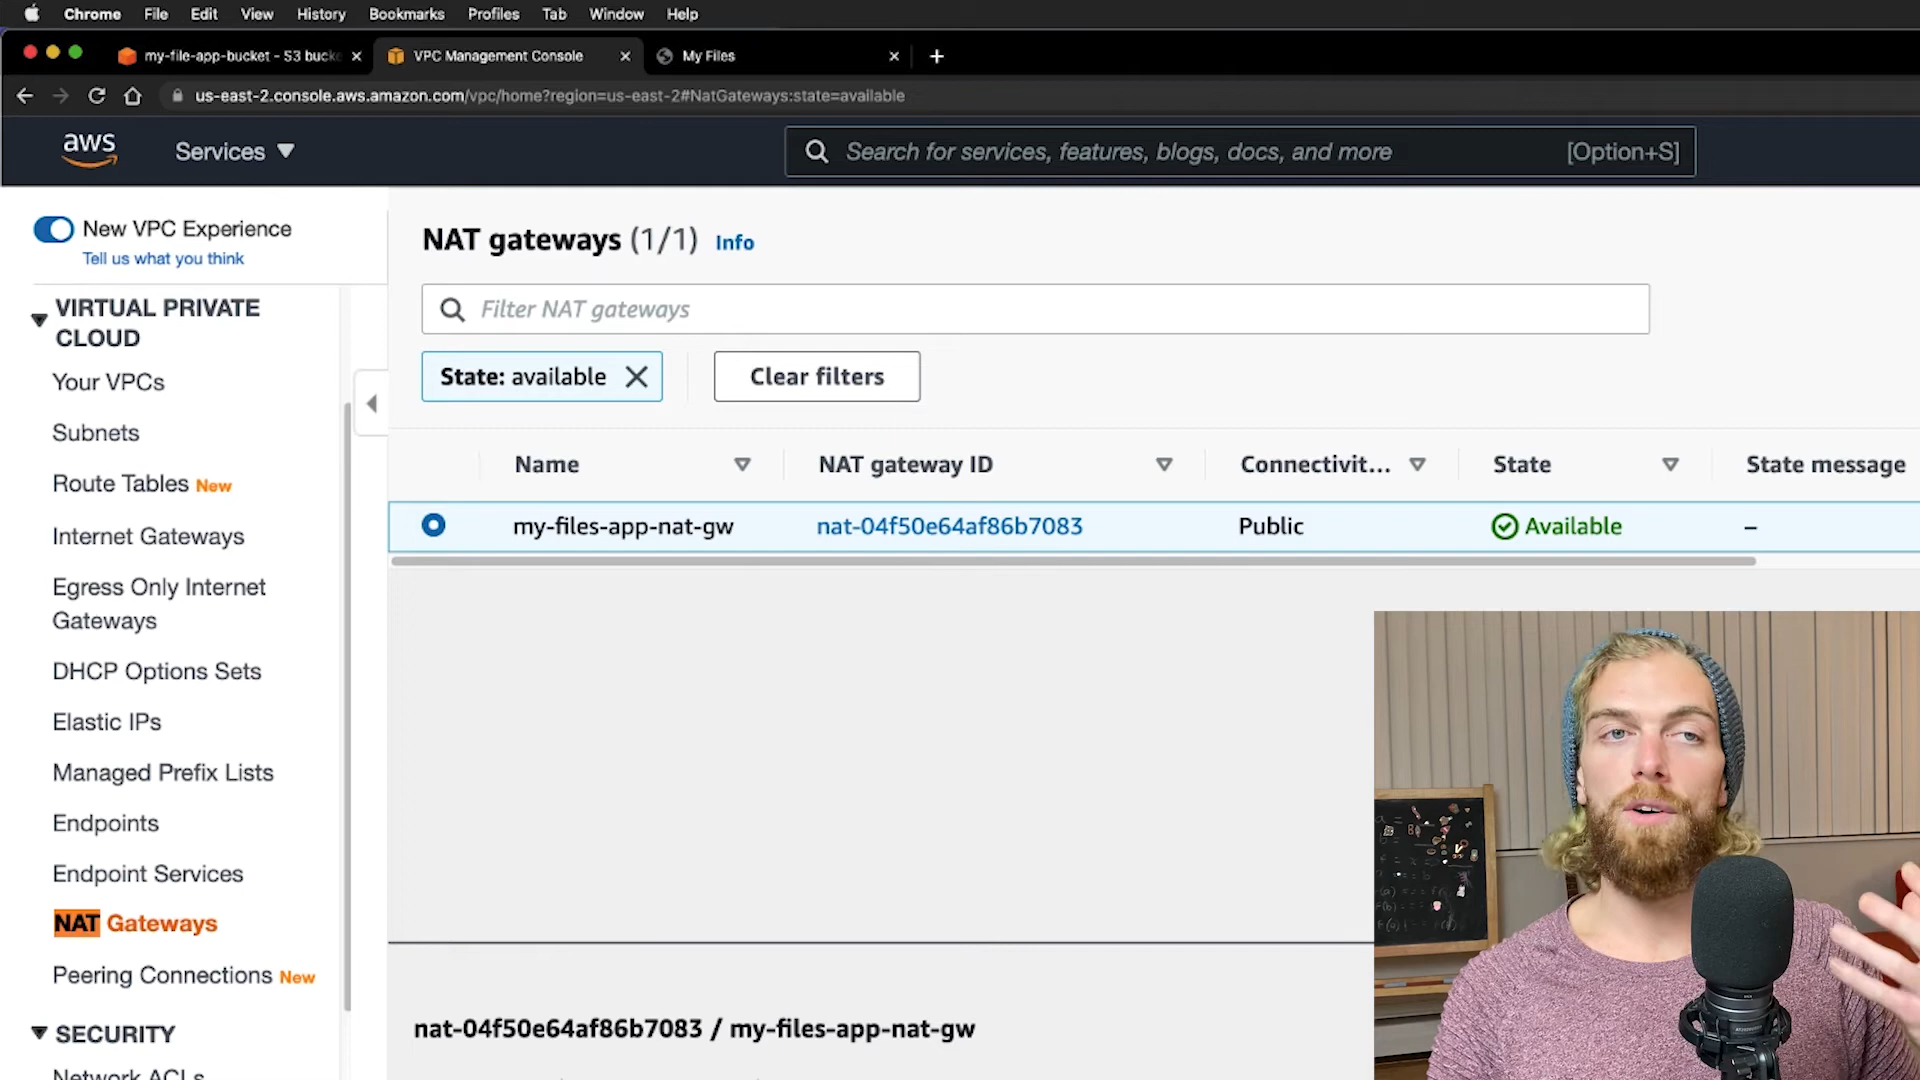 Chrome File Edit View History Bookmarks Profiles Tab Window Help
my-file-app-bucket - S3 bucke VPC Management Console My Files
us-east-2.console.aws.amazon.com/vpc/home?region=us-east-2#NatGateways:state=available
aws Services Search for services, features, blogs, docs, and more [Option+S]
New VPC Experience
Tell us what you think
VIRTUAL PRIVATE
CLOUD
Your VPCs
Subnets
Route Tables New
Internet Gateways
Egress Only Internet
Gateways
DHCP Options Sets
Elastic IPs
Managed Prefix Lists
Endpoints
Endpoint Services
NAT Gateways
Peering Connections New
SECURITY
Network ACLs
NAT gateways (1/1) Info
Filter NAT gateways
State: available Clear filters
Name NAT gateway ID Connectivit... State State message
my-files-app-nat-gw nat-04f50e64af86b7083 Public Available –
nat-04f50e64af86b7083 / my-files-app-nat-gw